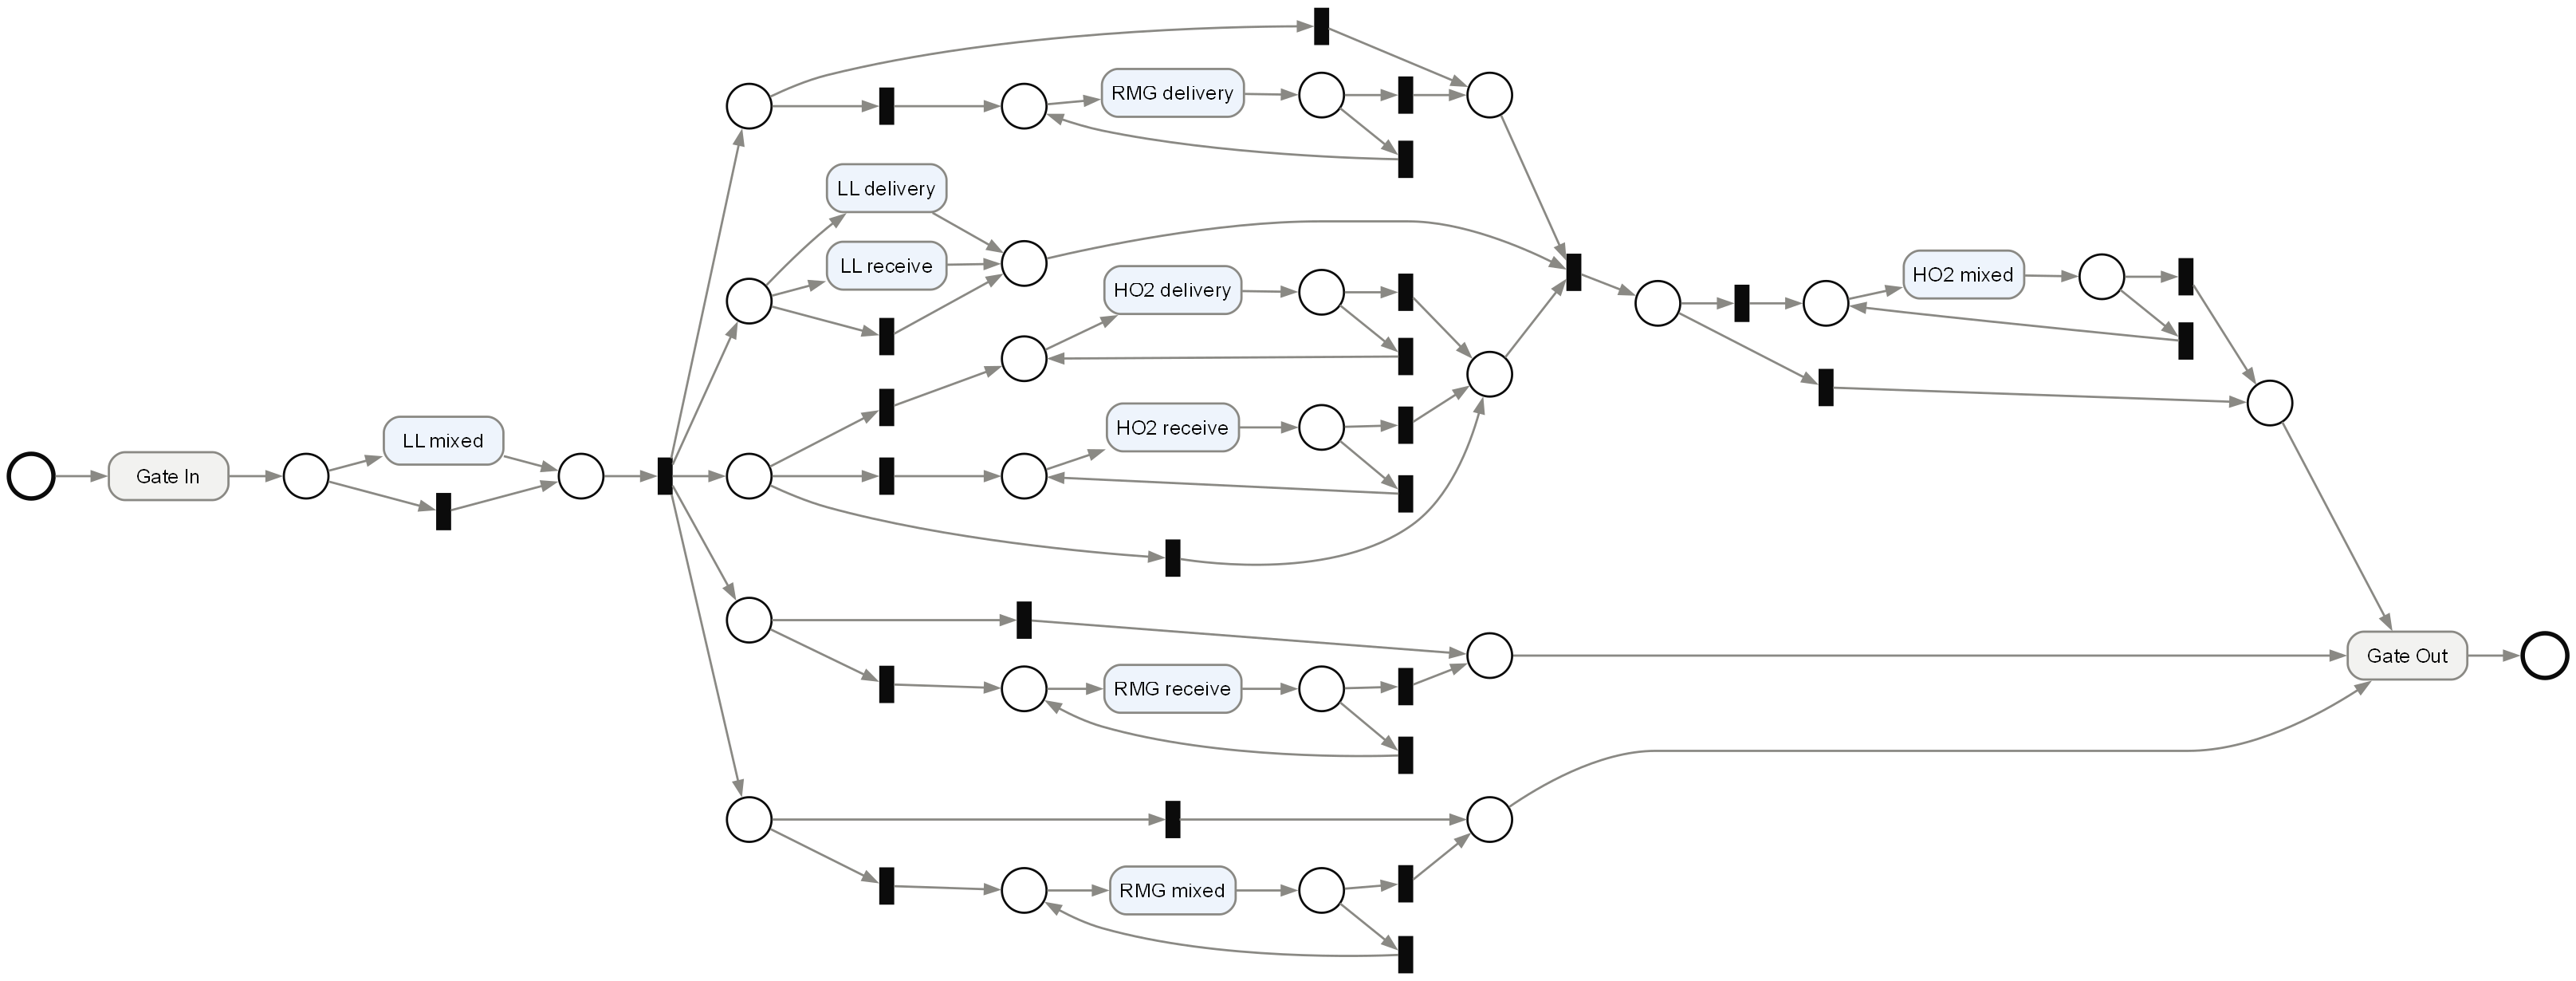 RMG delivery
LL delivery
LL receive
HO2 delivery
HO2 mixed
HO2 receive
LL mixed
Gate In
RMG receive
Gate Out
RMG mixed